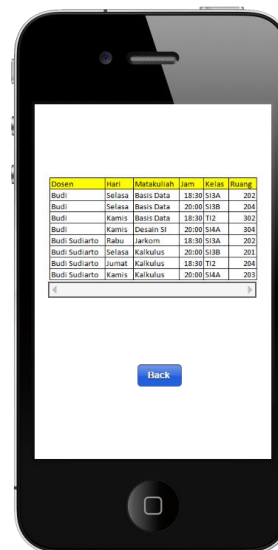 Dosen Hari Matakuliah Jam Kelas Ruang
Budi Selasa Basis Data 18:30 SI3A 202
Budi Selasa Basis Data 20:00 SI3B 204
Budi Kamis Basis Data 18:30 TI2 302
Budi Kamis Desain SI 20:00 SI4A 304
Budi Sudiarto Rabu Jarkom 18:30 SI3A 202
Budi Sudiarto Selasa Kalkulus 20:00 SI3B 201
Budi Sudiarto Jumat Kalkulus 18:30 TI2 204
Budi Sudiarto Kamis Kalkulus 20:00 SI4A 203
Back